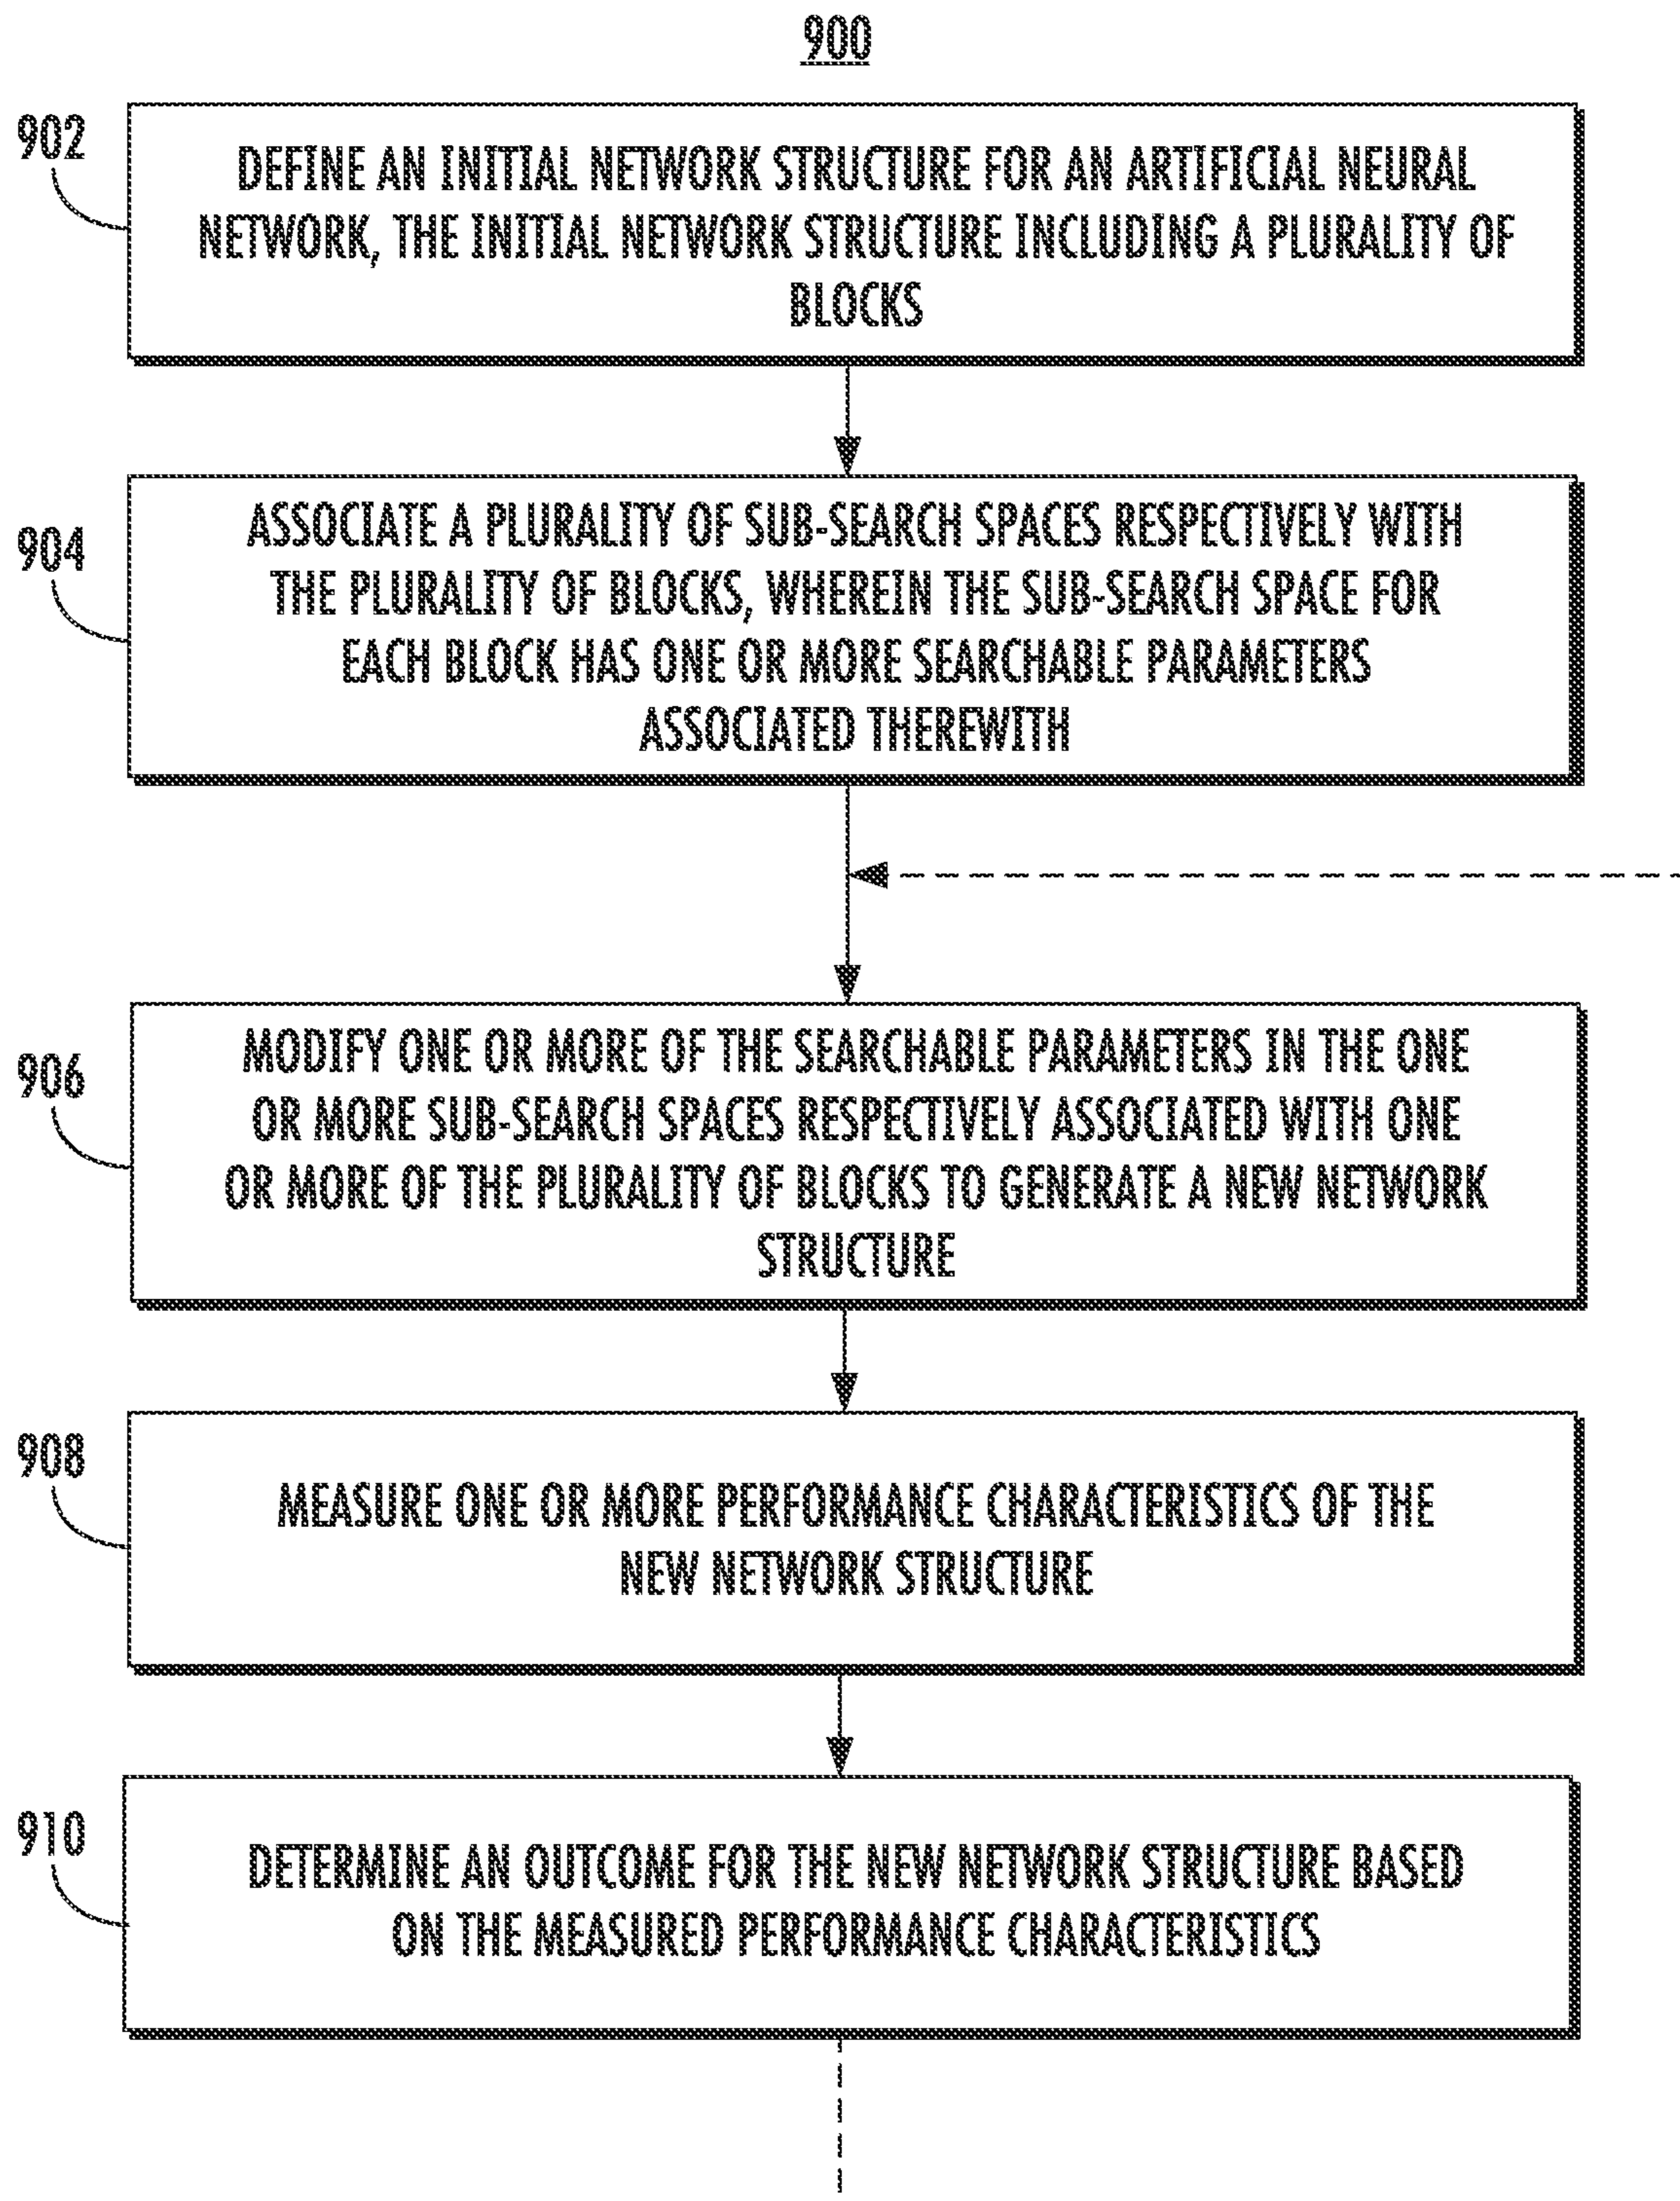 900
902
DEFINE AN INITIAL NETWORK STRUCTURE FOR AN ARTIFICIAL NEURAL
NETWORK, THE INITIAL NETWORK STRUCTURE INCLUDING A PLURALITY OF
BLOCKS
904
ASSOCIATE A PLURALITY OF SUB-SEARCH SPACES RESPECTIVELY WITH
THE PLURALITY OF BLOCKS, WHEREIN THE SUB-SEARCH SPACE FOR
EACH BLOCK HAS ONE OR MORE SEARCHABLE PARAMETERS
ASSOCIATED THEREWITH
906
MODIFY ONE OR MORE OF THE SEARCHABLE PARAMETERS IN THE ONE
OR MORE SUB-SEARCH SPACES RESPECTIVELY ASSOCIATED WITH ONE
OR MORE OF THE PLURALITY OF BLOCKS TO GENERATE A NEW NETWORK
STRUCTURE
908
MEASURE ONE OR MORE PERFORMANCE CHARACTERISTICS OF THE
NEW NETWORK STRUCTURE
910
DETERMINE AN OUTCOME FOR THE NEW NETWORK STRUCTURE BASED
ON THE MEASURED PERFORMANCE CHARACTERISTICS